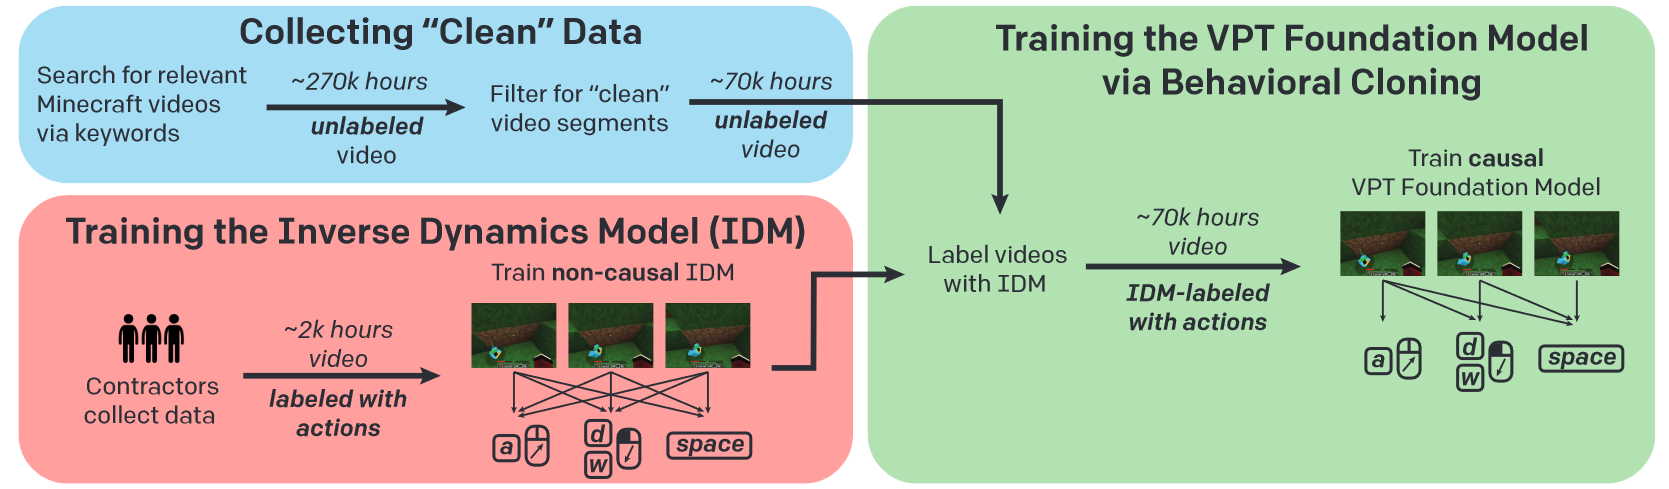 Collecting “Clean” Data
Search for relevant
Minecraft videos
via keywords
~270k hours
unlabeled
video
Filter for “clean”
video segments
~70k hours
unlabeled
video
Training the Inverse Dynamics Model (IDM)
Contractors
collect data
~2k hours
video
labeled with
actions
Train non-causal IDM
a
d
w
space
Training the VPT Foundation Model
via Behavioral Cloning
Label videos
with IDM
~70k hours
video
IDM-labeled
with actions
Train causal
VPT Foundation Model
a
d
w
space